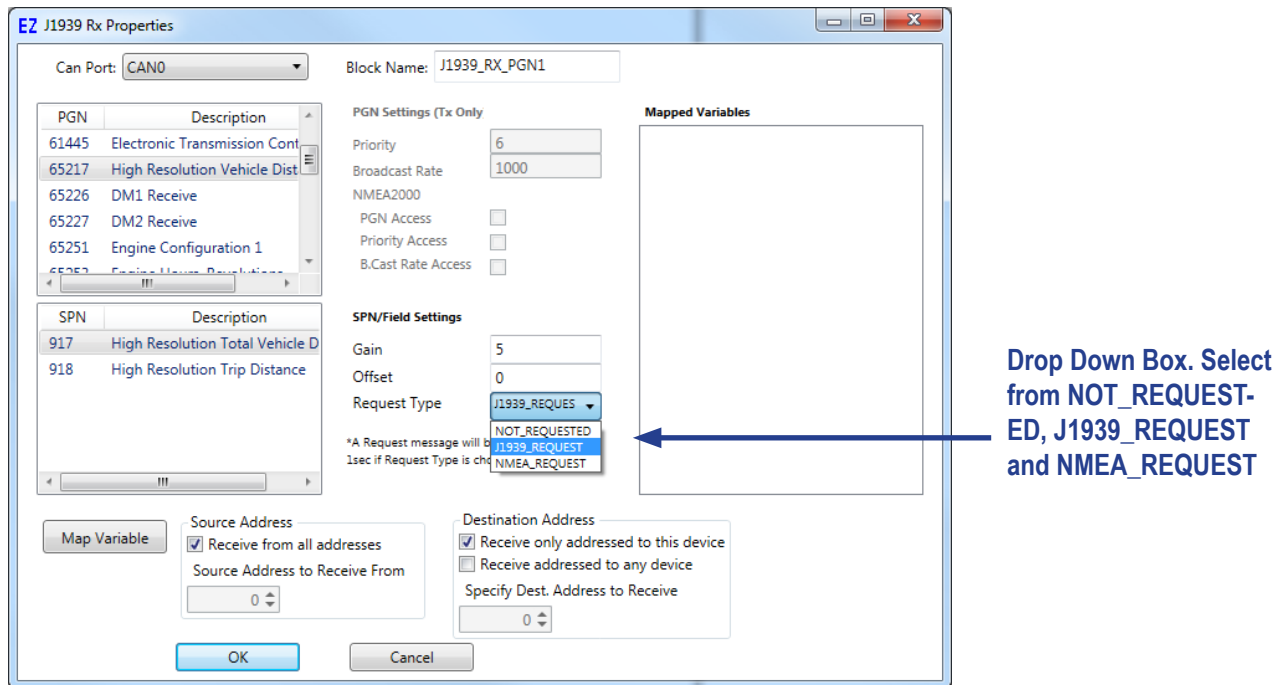 EZ J1939 Rx Properties
Can Port: CAN0
Block Name: J1939_RX_PGN1
PGN Description
61445 Electronic Transmission Cont
65217 High Resolution Vehicle Dist
65226 DM1 Receive
65227 DM2 Receive
65251 Engine Configuration 1
65253 Engine Hours, Revolutions
PGN Settings (Tx Only
Priority 6
Broadcast Rate 1000
NMEA2000
PGN Access
Priority Access
B.Cast Rate Access
Mapped Variables
SPN Description
917 High Resolution Total Vehicle D
918 High Resolution Trip Distance
SPN/Field Settings
Gain 5
Offset 0
Request Type J1939_REQUES
NOT_REQUESTED
J1939_REQUEST
NMEA_REQUEST
*A Request message will b
1sec if Request Type is cho
Drop Down Box. Select
from NOT_REQUEST-
ED, J1939_REQUEST
and NMEA_REQUEST
Map Variable
Source Address
Receive from all addresses
Source Address to Receive From
0
Destination Address
Receive only addressed to this device
Receive addressed to any device
Specify Dest. Address to Receive
0
OK
Cancel